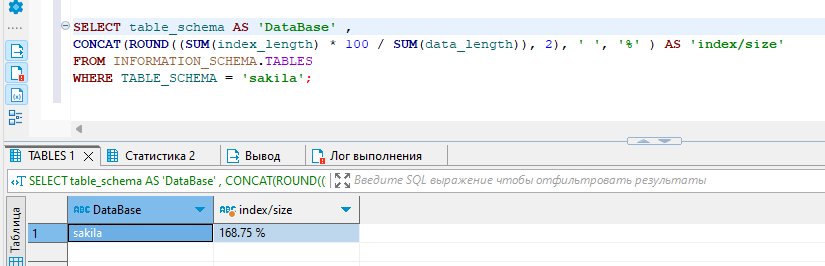 SELECT table_schema AS 'DataBase' ,
CONCAT(ROUND((SUM(index_length) * 100 / SUM(data_length)), 2), ' ', '%' ) AS 'index/size'
FROM INFORMATION_SCHEMA.TABLES
WHERE TABLE_SCHEMA = 'sakila';
TABLES 1 Статистика 2 Вывод Лог выполнения
SELECT table_schema AS 'DataBase' , CONCAT(ROUND(( Введите SQL выражение чтобы отфильтровать результаты
Таблица
ABC DataBase ABC index/size
1 sakila 168.75 %